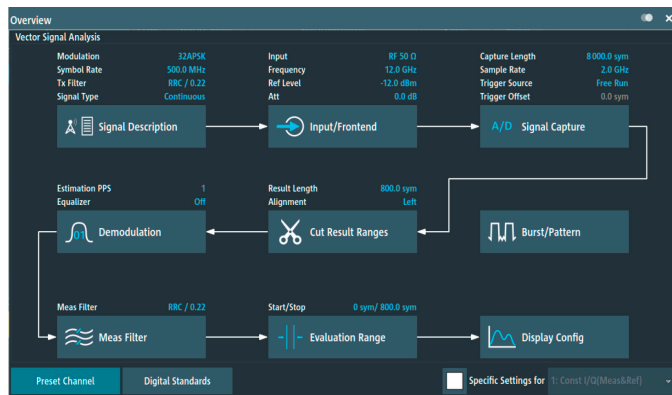 Overview
Vector Signal Analysis
Modulation 32APSK
Symbol Rate 500.0 MHz
Tx Filter RRC / 0.22
Signal Type Continuous
Input RF 50 Ω
Frequency 12.0 GHz
Ref Level -12.0 dBm
Att 0.0 dB
Capture Length 8000.0 sym
Sample Rate 2.0 GHz
Trigger Source Free Run
Trigger Offset 0.0 sym
Signal Description
Input/Frontend
A/D Signal Capture
Estimation PPS 1
Equalizer Off
Result Length 800.0 sym
Alignment Left
01 Demodulation
Cut Result Ranges
Burst/Pattern
Meas Filter RRC / 0.22
Start/Stop 0 sym/ 800.0 sym
Meas Filter
Evaluation Range
Display Config
Preset Channel
Digital Standards
Specific Settings for
1: Const I/Q(Meas&Ref)